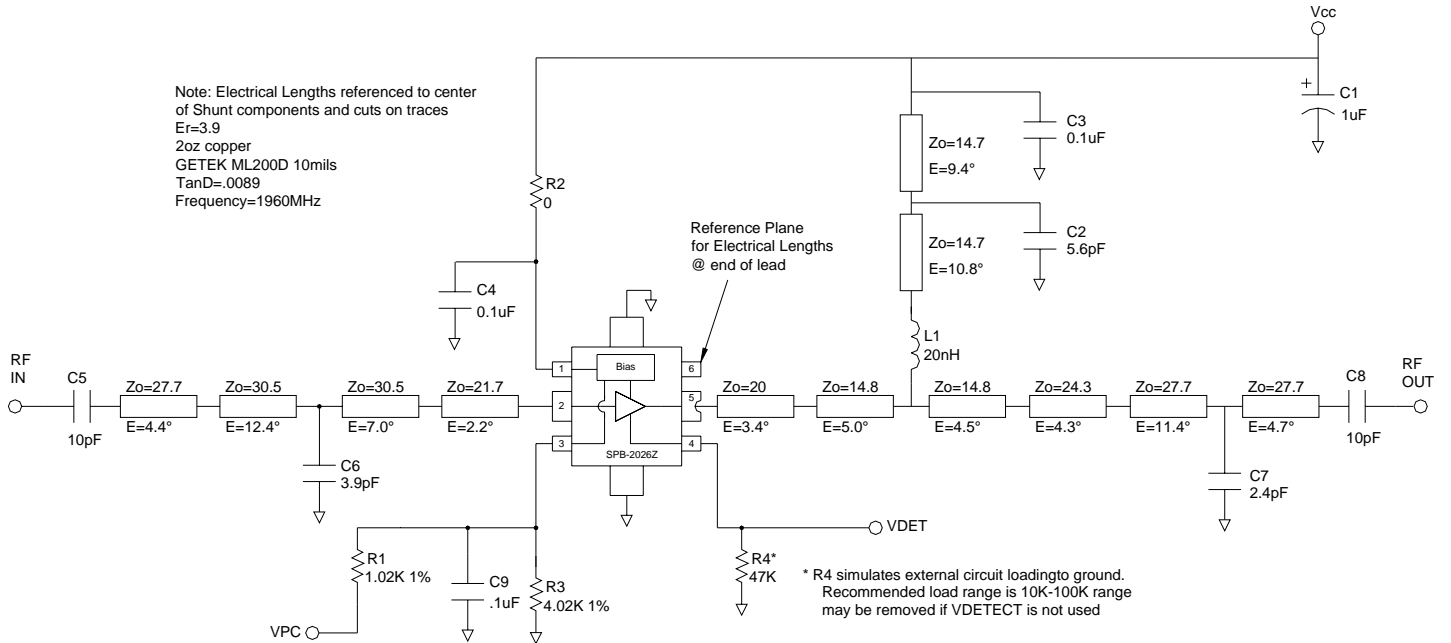 Vcc
Note: Electrical Lengths referenced to center
of Shunt components and cuts on traces
Er=3.9
2oz copper
GETEK ML200D 10mils
TanD=.0089
Frequency=1960MHz
+
C1
1uF
C3
0.1uF
Zo=14.7
E=9.4°
R2
0
Reference Plane
for Electrical Lengths
@ end of lead
C2
5.6pF
Zo=14.7
E=10.8°
C4
0.1uF
L1
20nH
1
Bias
6
RF
IN
C5
10pF
Zo=27.7
E=4.4°
Zo=30.5
E=12.4°
Zo=30.5
E=7.0°
Zo=21.7
E=2.2°
2
5
Zo=20
E=3.4°
Zo=14.8
E=5.0°
Zo=14.8
E=4.5°
Zo=24.3
E=4.3°
Zo=27.7
E=11.4°
Zo=27.7
E=4.7°
C8
10pF
RF
OUT
3
4
SPB-2026Z
C6
3.9pF
C7
2.4pF
VDET
R1
1.02K 1%
C9
.1uF
R3
4.02K 1%
R4*
47K
* R4 simulates external circuit loadingto ground.
Recommended load range is 10K-100K range
may be removed if VDETECT is not used
VPC